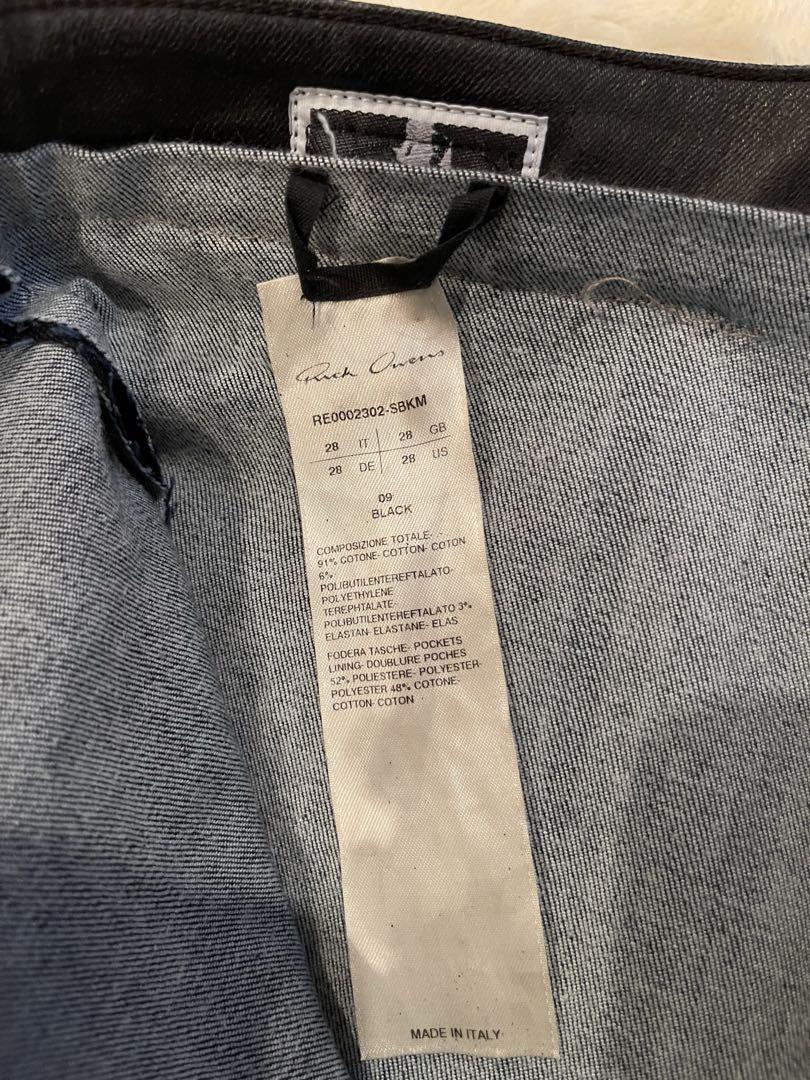 Rick Owens
RE0002302-SBKM
28 IT 28 GB
28 DE 28 US
09
BLACK
COMPOSIZIONE TOTALE-
91% COTONE- COTTON- COTON
6%
POLIBUTILENTEREFTALATO-
POLYETHYLENE
TEREPHTALATE
POLIBUTILENTEREFTALATO 3%
ELASTAN- ELASTANE- ELAS
FODERA TASCHE- POCKETS
LINING- DOUBLURE POCHES
52% POLIESTERE- POLYESTER-
POLYESTER 48% COTONE-
COTTON- COTON
MADE IN ITALY